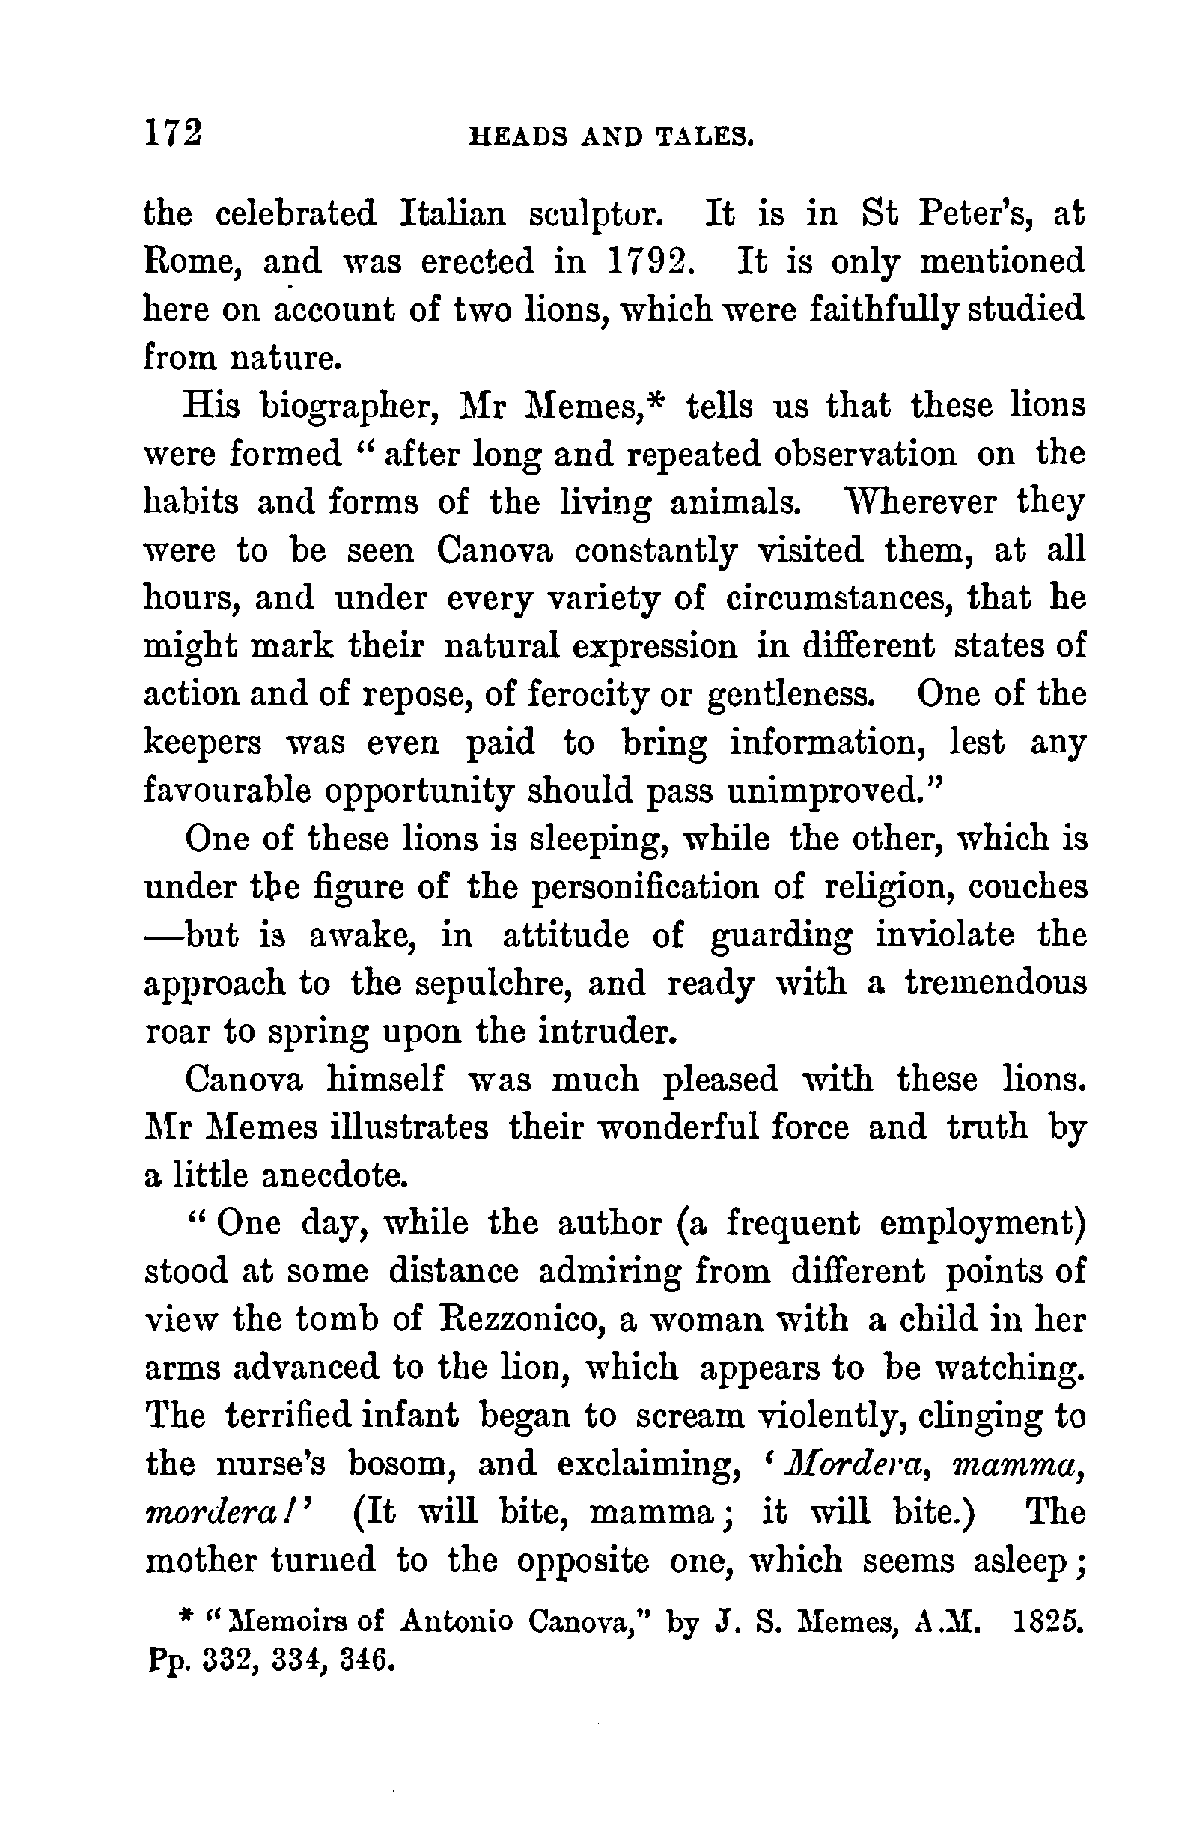 172 HEADS AND TALES.
the celebrated Italian sculptor. It is in St Peter's, at
Rome, and was erected in 1792. It is only mentioned
here on account of two lions, which were faithfully studied
from nature.
His biographer, Mr Memes,* tells us that these lions
were formed “ after long and repeated observation on the
habits and forms of the living animals. Wherever they
were to be seen Canova constantly visited them, at all
hours, and under every variety of circumstances, that he
might mark their natural expression in different states of
action and of repose, of ferocity or gentleness. One of the
keepers was even paid to bring information, lest any
favourable opportunity should pass unimproved.”
One of these lions is sleeping, while the other, which is
under the figure of the personification of religion, couches
—but is awake, in attitude of guarding inviolate the
approach to the sepulchre, and ready with a tremendous
roar to spring upon the intruder.
Canova himself was much pleased with these lions.
Mr Memes illustrates their wonderful force and truth by
a little anecdote.
“ One day, while the author (a frequent employment)
stood at some distance admiring from different points of
view the tomb of Rezzonico, a woman with a child in her
arms advanced to the lion, which appears to be watching.
The terrified infant began to scream violently, clinging to
the nurse's bosom, and exclaiming, ‘ Mordera, mamma,
mordera!’ (It will bite, mamma; it will bite.) The
mother turned to the opposite one, which seems asleep;
* “Memoirs of Antonio Canova,” by J. S. Memes, A.M. 1825.
Pp. 332, 334, 346.